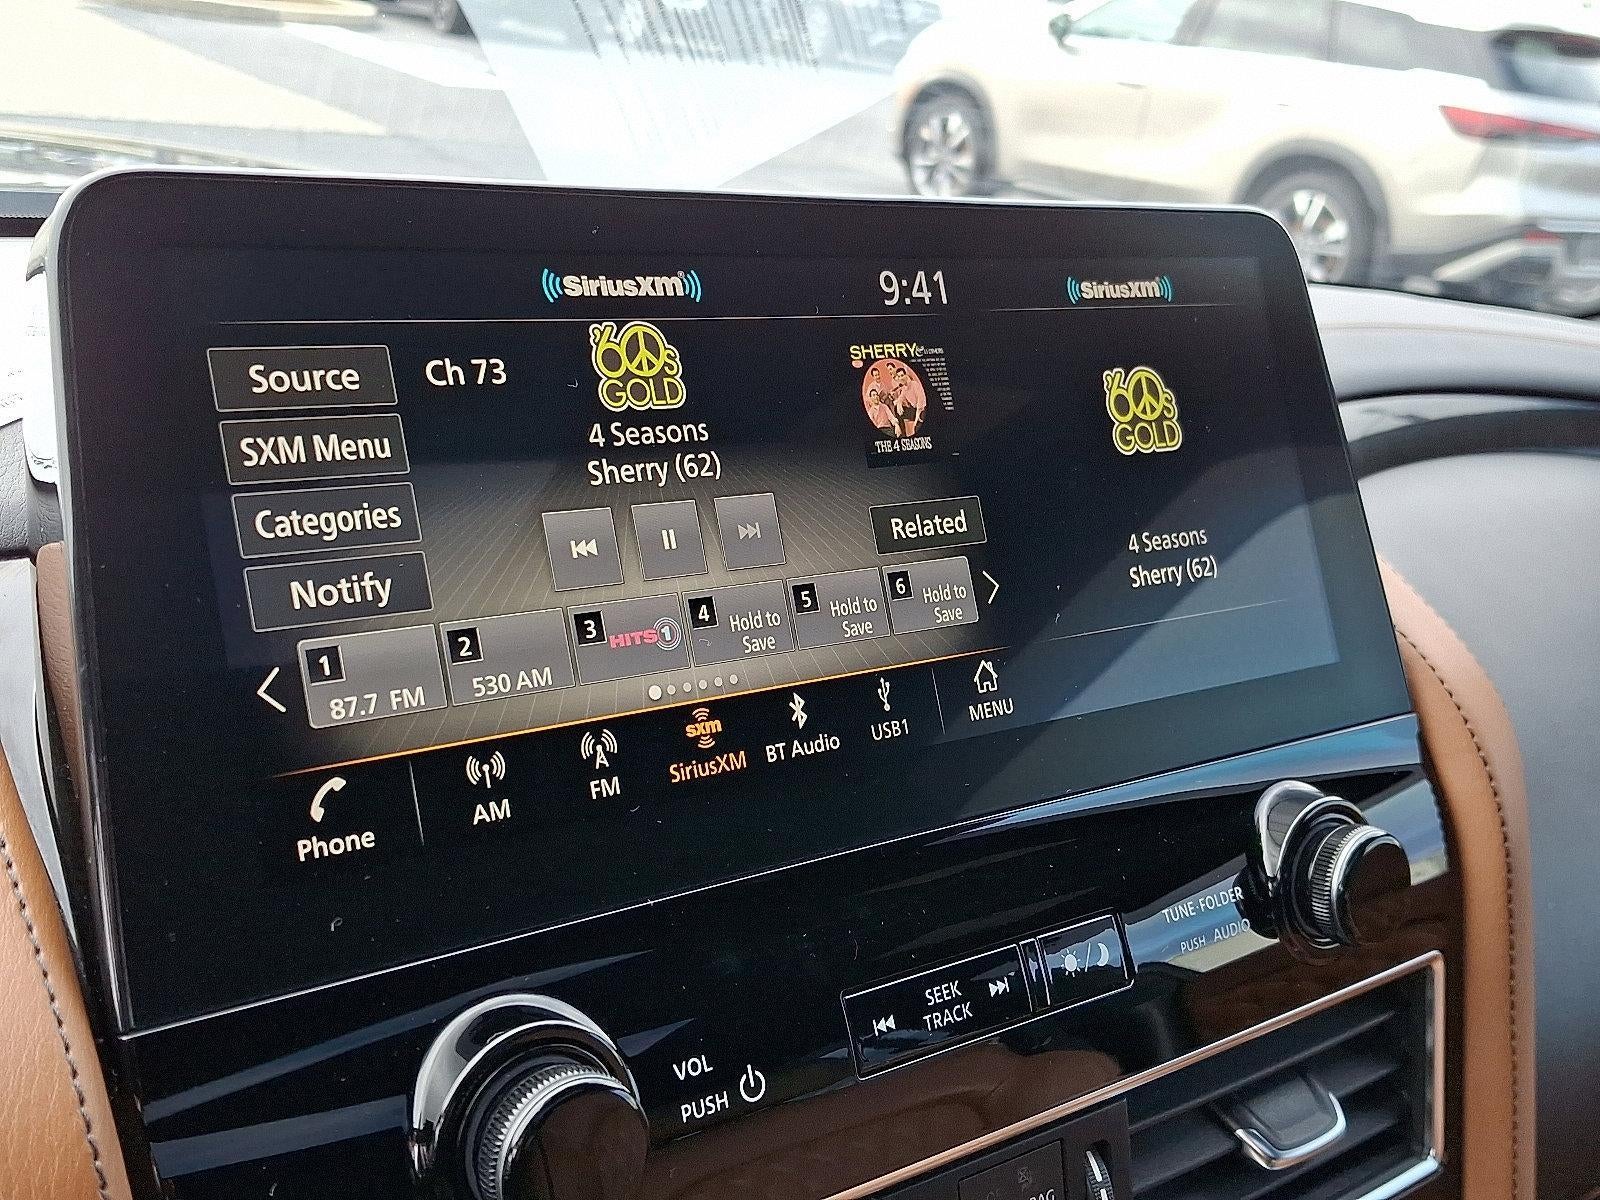 SiriusXM
9:41
SiriusXM
Source
Ch 73
'60s
GOLD
SHERRY &
THE 4 SEASONS
'60s
GOLD
SXM Menu
4 Seasons
Sherry (62)
Categories
Related
4 Seasons
Sherry (62)
Notify
1
87.7 FM
2
530 AM
3
HITS 1
4
Hold to
Save
5
Hold to
Save
6
Hold to
Save
Phone
AM
FM
sxm
SiriusXM
BT Audio
USB1
MENU
TUNE·FOLDER
PUSH AUDIO
SEEK
TRACK
VOL
PUSH